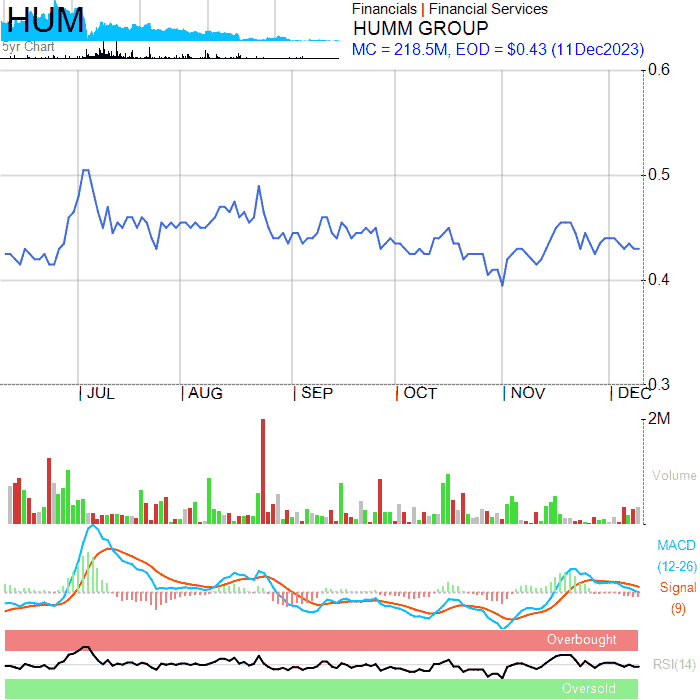 HUM
5yr Chart
Financials | Financial Services
HUMM GROUP
MC = 218.5M, EOD = $0.43 (11Dec2023)
0.6
0.5
0.4
0.3
JUL AUG SEP OCT NOV DEC
2M
Volume
MACD
(12-26)
Signal
(9)
Overbought
RSI(14)
Oversold